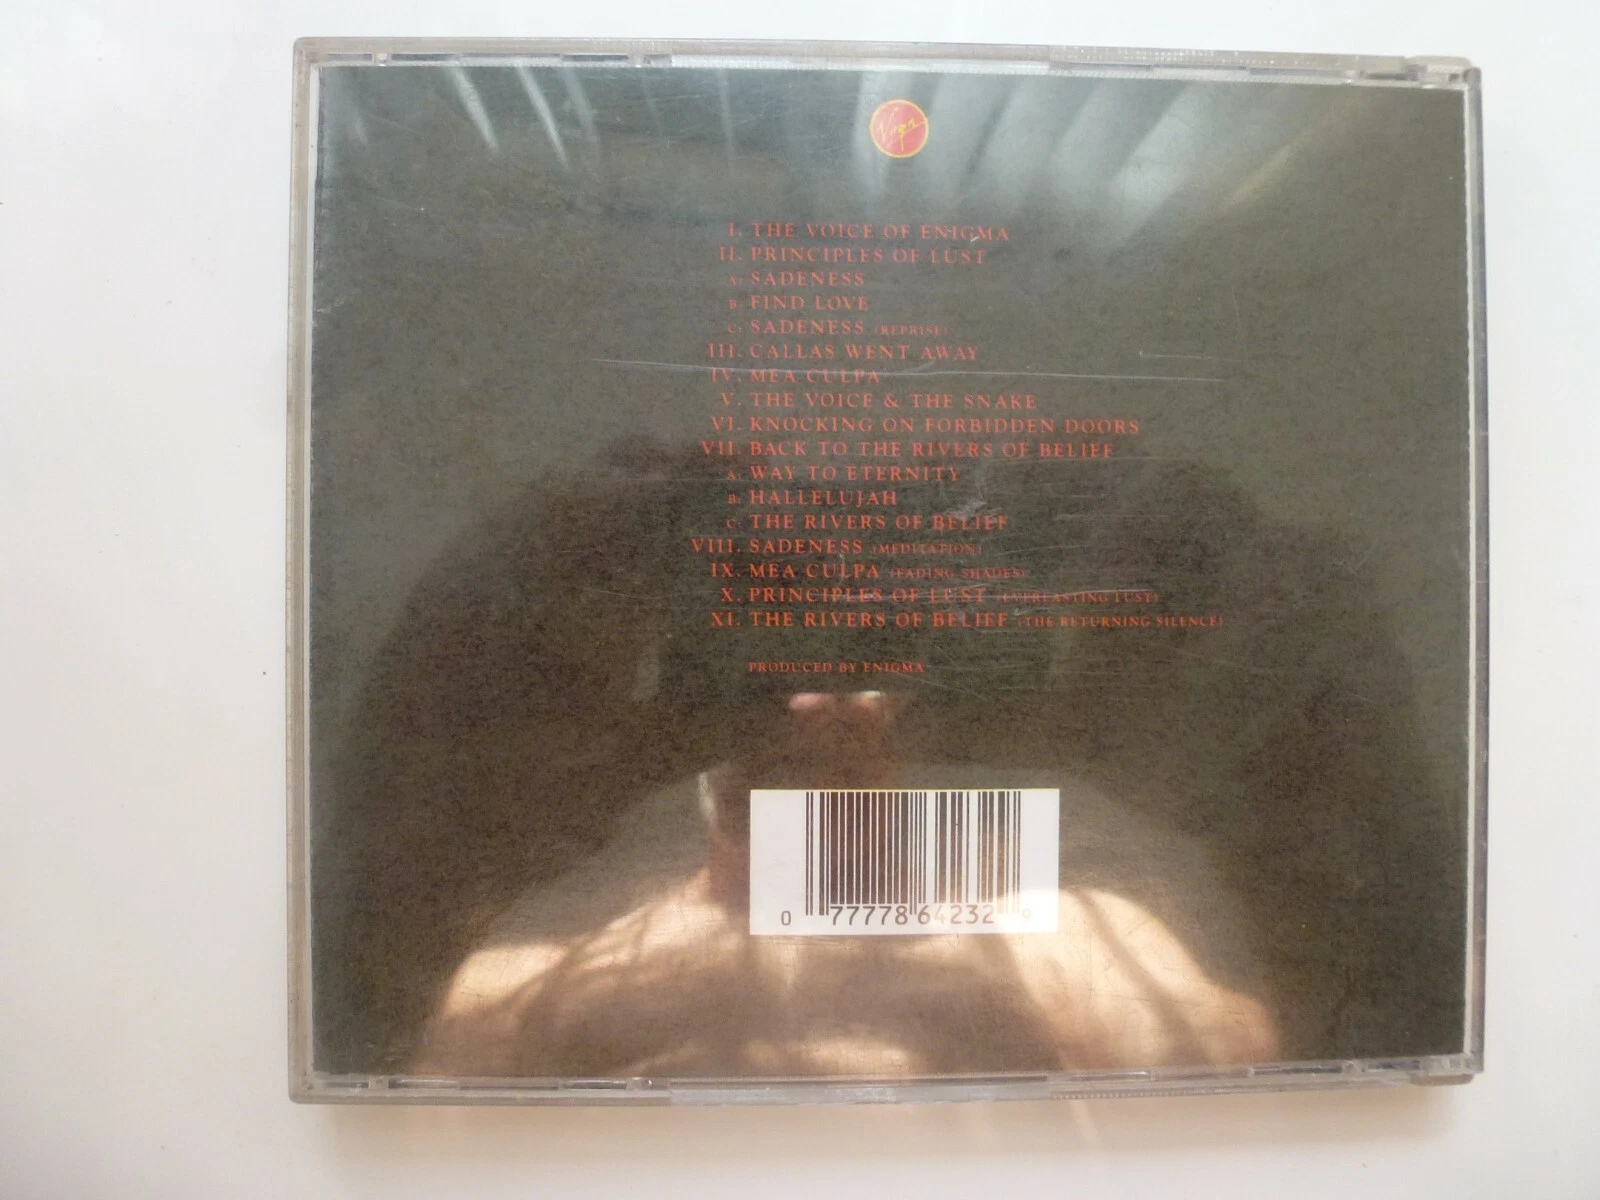 Virgin
I. THE VOICE OF ENIGMA
II. PRINCIPLES OF LUST
A: SADENESS
B: FIND LOVE
C: SADENESS (REPRISE)
III. CALLAS WENT AWAY
IV. MEA CULPA
V. THE VOICE & THE SNAKE
VI. KNOCKING ON FORBIDDEN DOORS
VII. BACK TO THE RIVERS OF BELIEF
A: WAY TO ETERNITY
B: HALLELUJAH
C: THE RIVERS OF BELIEF
VIII. SADENESS (MEDITATION)
IX. MEA CULPA (FADING SHADES)
X. PRINCIPLES OF LUST (EVERLASTING LUST)
XI. THE RIVERS OF BELIEF (THE RETURNING SILENCE)
PRODUCED BY ENIGMA
0 77778 64232 9